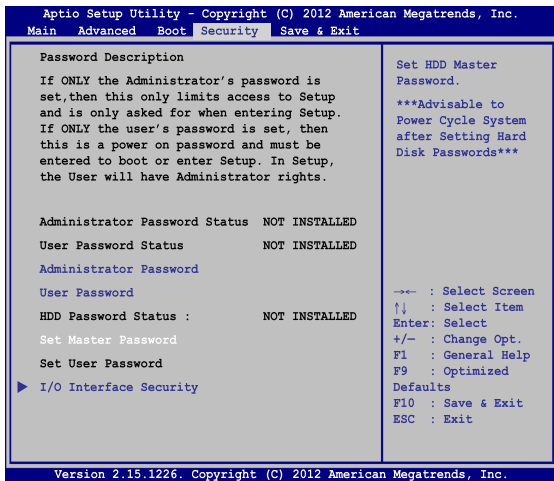 Aptio Setup Utility - Copyright (C) 2012 American Megatrends, Inc.
Main Advanced Boot Security Save & Exit
Password Description
If ONLY the Administrator's password is
set,then this only limits access to Setup
and is only asked for when entering Setup.
If ONLY the user's password is set, then
this is a power on password and must be
entered to boot or enter Setup. In Setup,
the User will have Administrator rights.
Administrator Password Status NOT INSTALLED
User Password Status NOT INSTALLED
Administrator Password
User Password
HDD Password Status : NOT INSTALLED
Set Master Password
Set User Password
I/O Interface Security
Set HDD Master
Password.
***Advisable to
Power Cycle System
after Setting Hard
Disk Passwords***
→← : Select Screen
↑↓ : Select Item
Enter: Select
+/— : Change Opt.
F1 : General Help
F9 : Optimized
Defaults
F10 : Save & Exit
ESC : Exit
Version 2.15.1226. Copyright (C) 2012 American Megatrends, Inc.